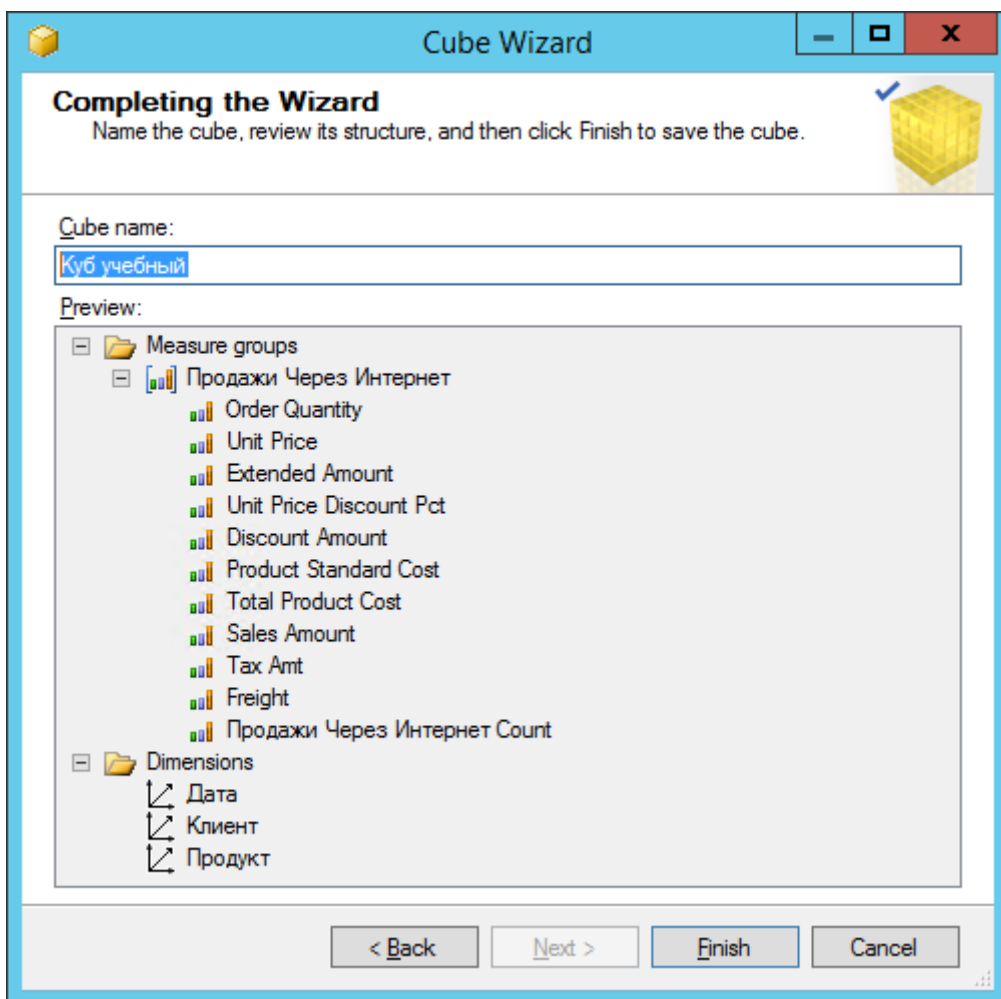 Cube Wizard
Completing the Wizard
Name the cube, review its structure, and then click Finish to save the cube.
Cube name:
Куб учебный
Preview:
Measure groups
Продажи Через Интернет
Order Quantity
Unit Price
Extended Amount
Unit Price Discount Pct
Discount Amount
Product Standard Cost
Total Product Cost
Sales Amount
Tax Amt
Freight
Продажи Через Интернет Count
Dimensions
Дата
Клиент
Продукт
< Back Next > Finish Cancel